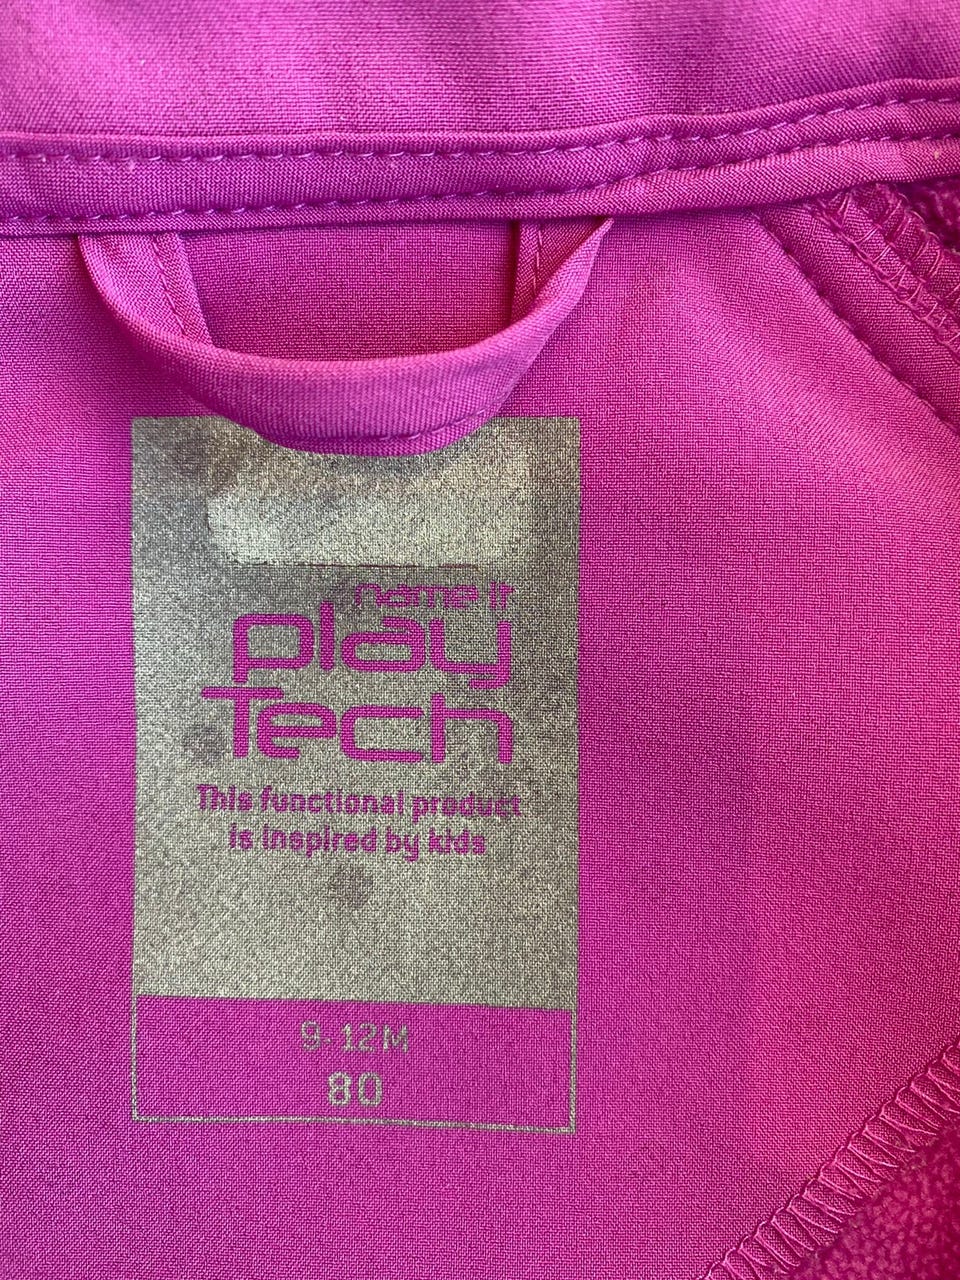 name it
play
Tech
This functional product
is inspired by kids
9-12M
80